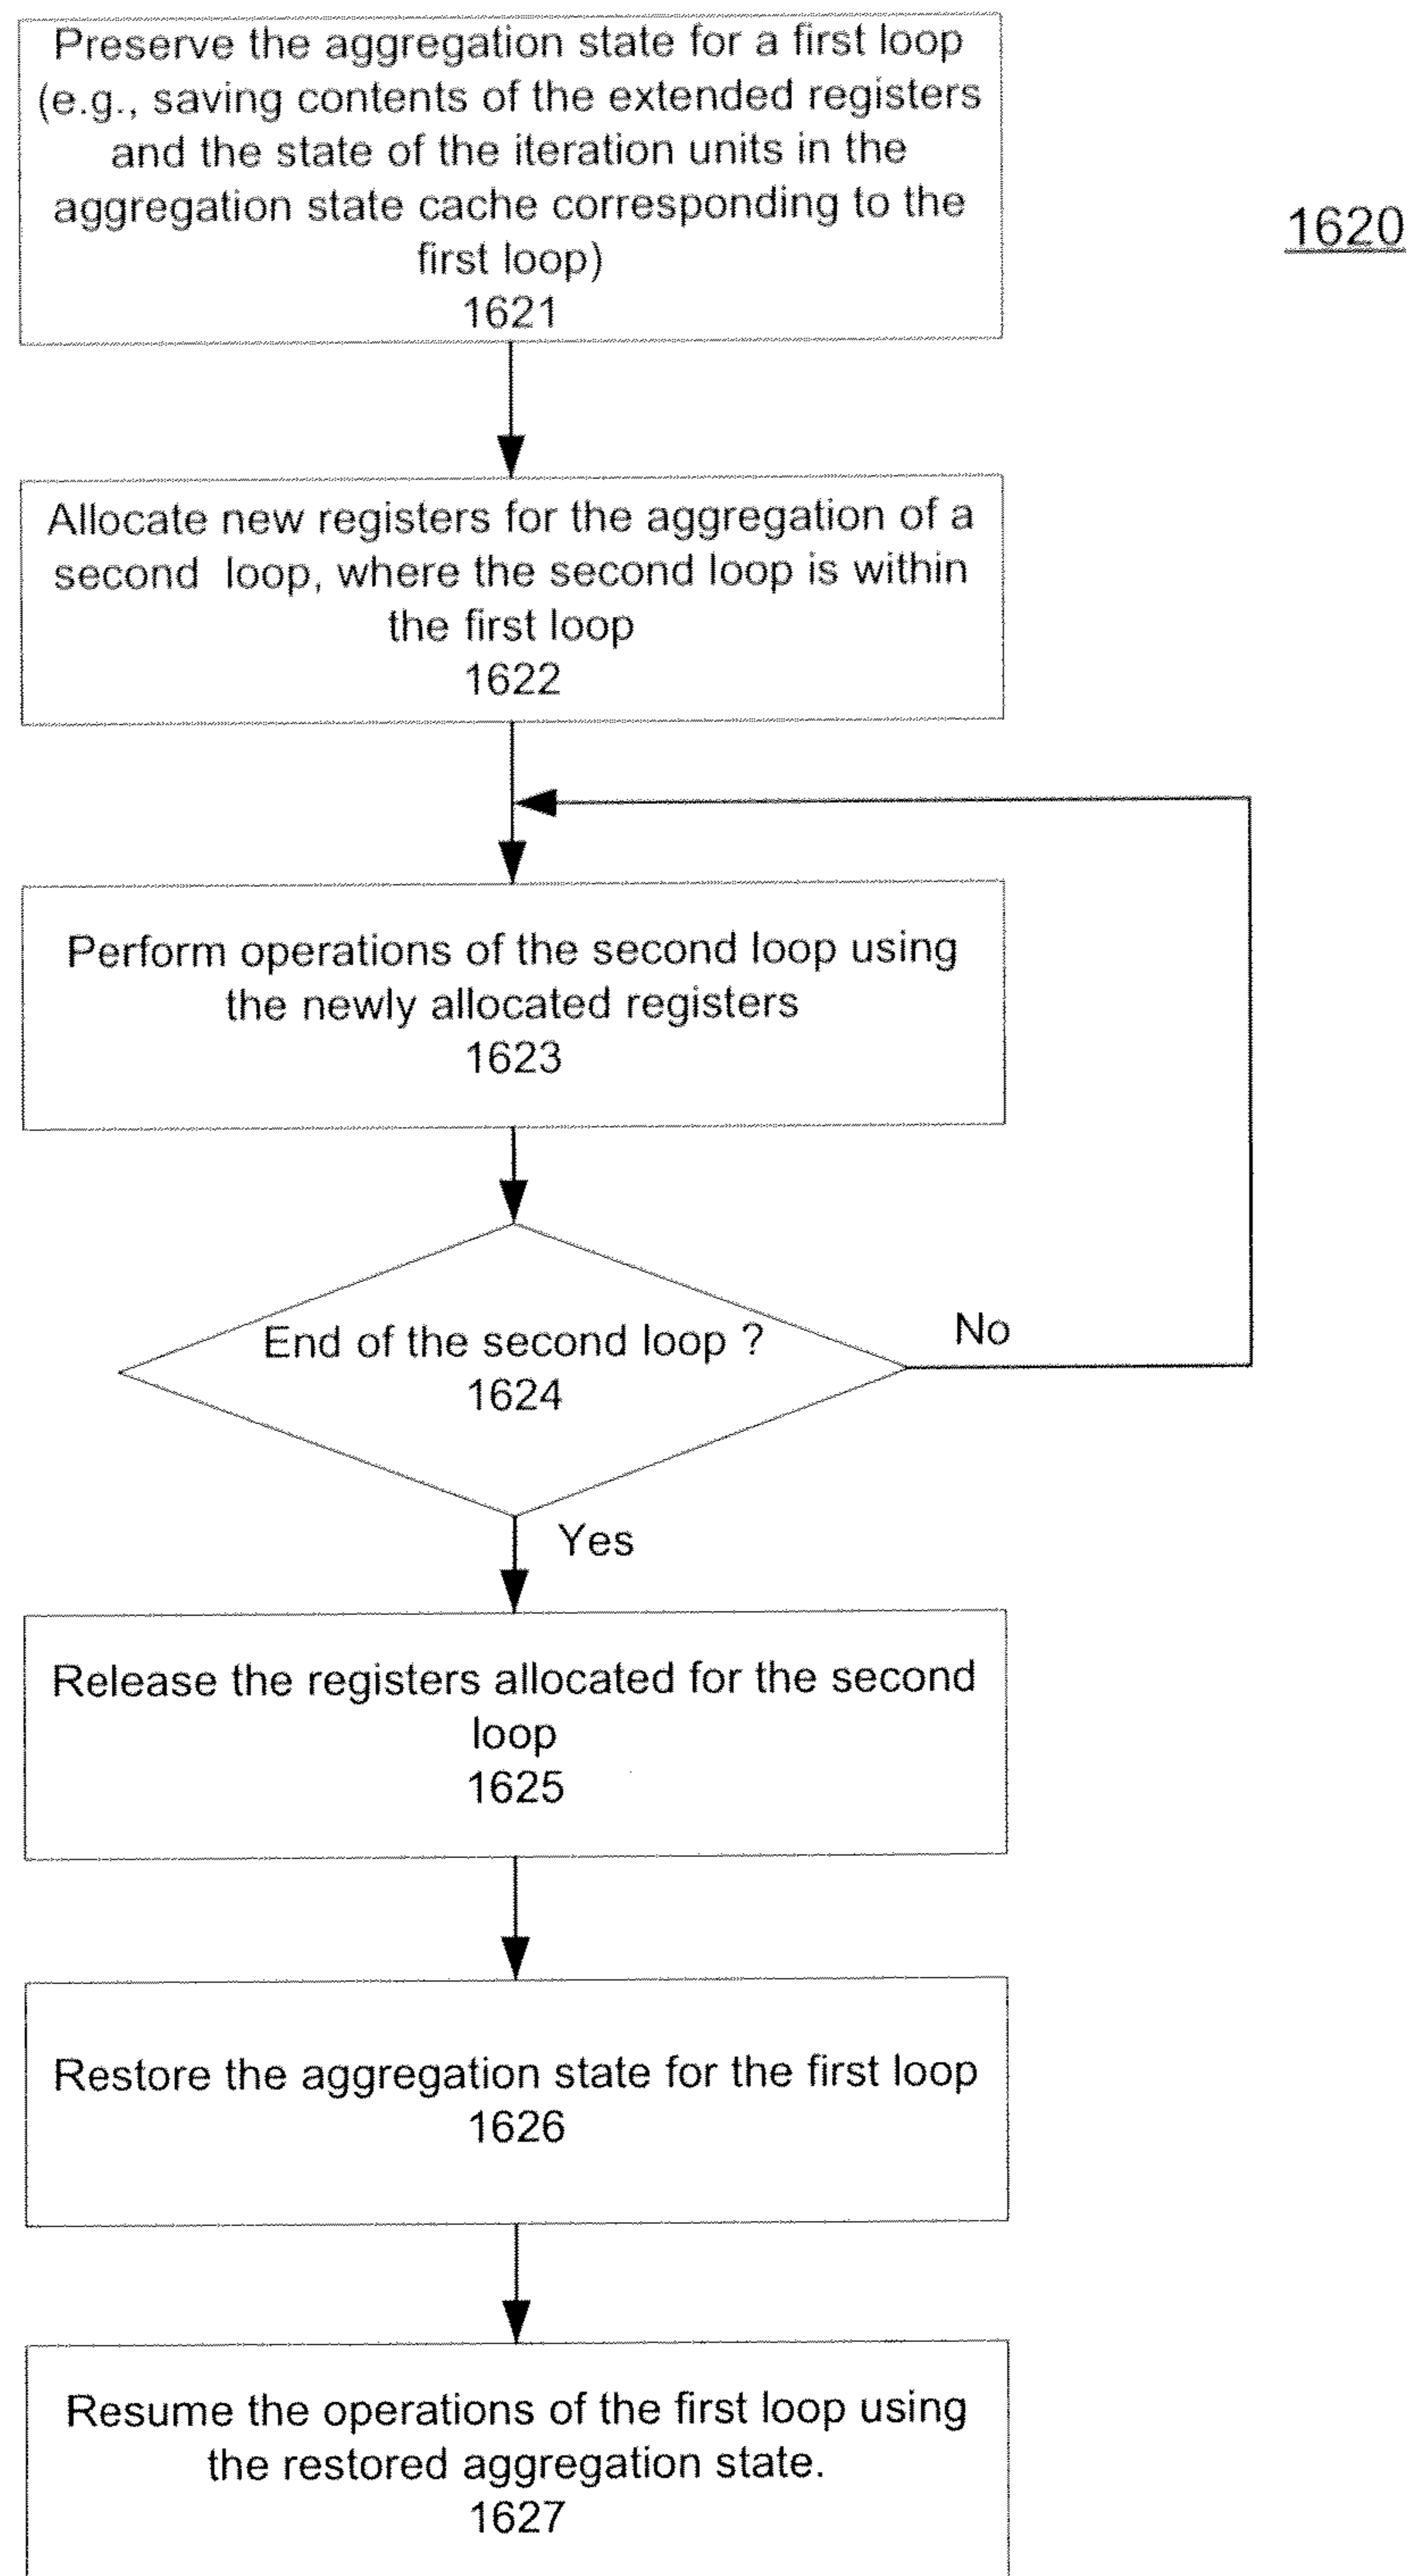 Preserve the aggregation state for a first loop
(e.g., saving contents of the extended registers
and the state of the iteration units in the
aggregation state cache corresponding to the
first loop)
1621
1620
Allocate new registers for the aggregation of a
second loop, where the second loop is within
the first loop
1622
Perform operations of the second loop using
the newly allocated registers
1623
End of the second loop ?
1624
No
Yes
Release the registers allocated for the second
loop
1625
Restore the aggregation state for the first loop
1626
Resume the operations of the first loop using
the restored aggregation state.
1627